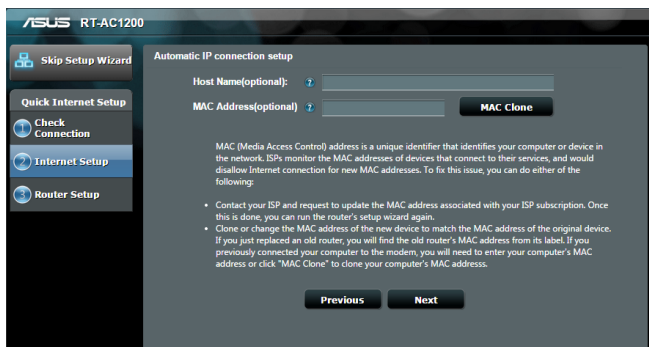 ASUS RT-AC1200
Skip Setup Wizard
Quick Internet Setup
1 Check
Connection
2 Internet Setup
3 Router Setup
Automatic IP connection setup
Host Name(optional): ?
MAC Address(optional) ? MAC Clone
MAC (Media Access Control) address is a unique identifier that identifies your computer or device in
the network. ISPs monitor the MAC addresses of devices that connect to their services, and would
disallow Internet connection for new MAC addresses. To fix this issue, you can do either of the
following:
• Contact your ISP and request to update the MAC address associated with your ISP subscription. Once
this is done, you can run the router's setup wizard again.
• Clone or change the MAC address of the new device to match the MAC address of the original device.
If you just replaced an old router, you will find the old router's MAC address from its label. If you
previously connected your computer to the modem, you will need to enter your computer's MAC
address or click "MAC Clone" to clone your computer's MAC addresss.
Previous Next